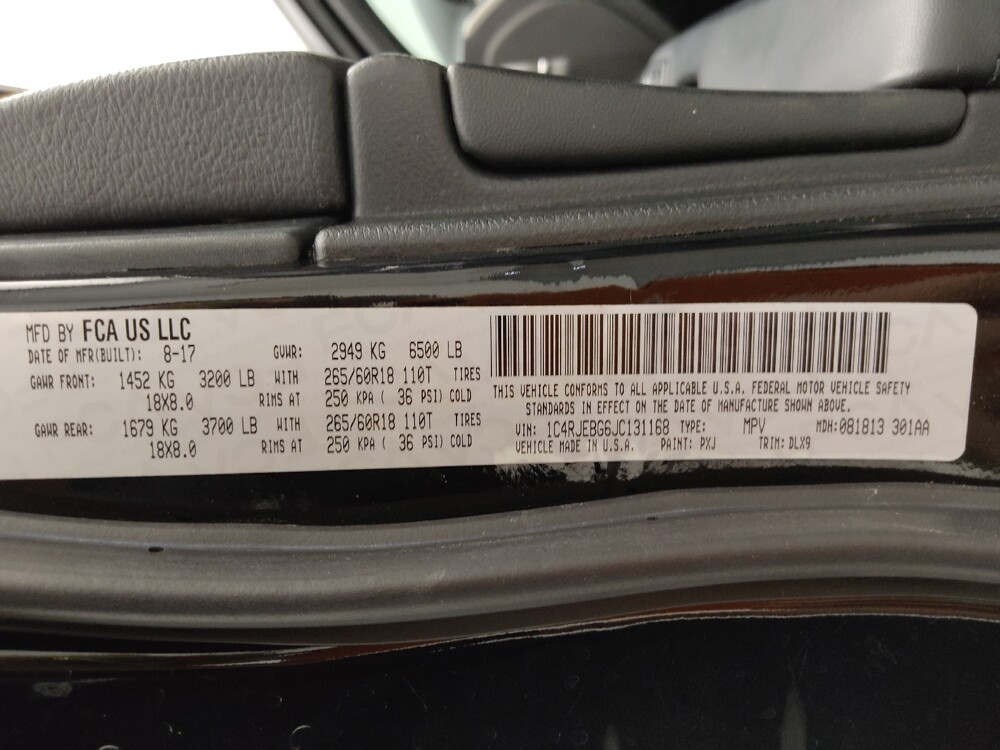 MFD BY FCA US LLC
DATE OF MFR(BUILT): 8-17 GVWR: 2949 KG 6500 LB
GAWR FRONT: 1452 KG 3200 LB WITH 265/60R18 110T TIRES
18X8.0 RIMS AT 250 KPA ( 36 PSI) COLD
GAWR REAR: 1679 KG 3700 LB WITH 265/60R18 110T TIRES
18X8.0 RIMS AT 250 KPA ( 36 PSI) COLD
THIS VEHICLE CONFORMS TO ALL APPLICABLE U.S.A. FEDERAL MOTOR VEHICLE SAFETY
STANDARDS IN EFFECT ON THE DATE OF MANUFACTURE SHOWN ABOVE.
VIN: 1C4RJEBG6JC131168 TYPE: MPV MDH:081813 301AA
VEHICLE MADE IN U.S.A. PAINT: PXJ TRIM: DLX9